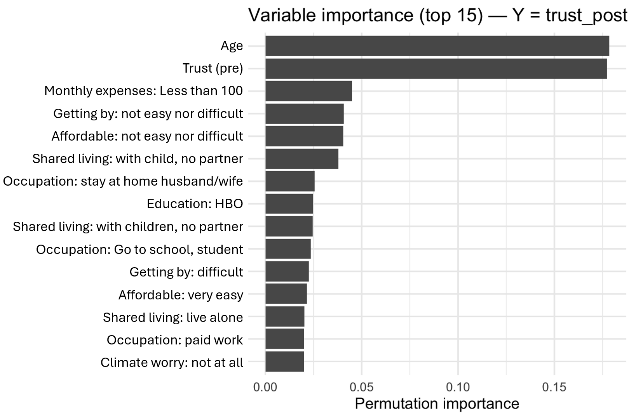 Variable importance (top 15) — Y = trust_post
Age
Trust (pre)
Monthly expenses: Less than 100
Getting by: not easy nor difficult
Affordable: not easy nor difficult
Shared living: with child, no partner
Occupation: stay at home husband/wife
Education: HBO
Shared living: with children, no partner
Occupation: Go to school, student
Getting by: difficult
Affordable: very easy
Shared living: live alone
Occupation: paid work
Climate worry: not at all
0.00 0.05 0.10 0.15
Permutation importance